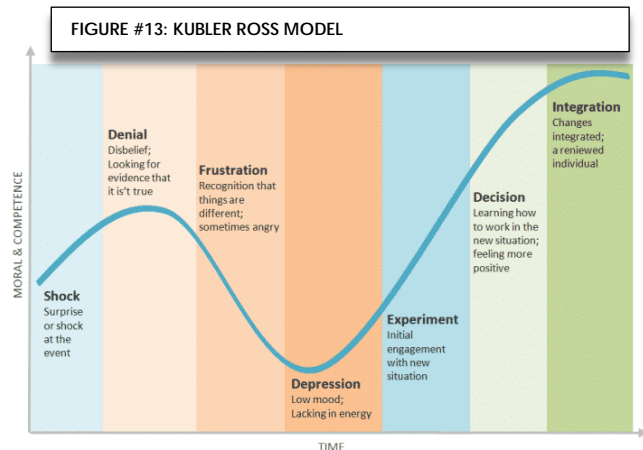 FIGURE #13: KUBLER ROSS MODEL
MORAL & COMPETENCE
Shock
Surprise
or shock
at the
event
Denial
Disbelief;
Looking for
evidence that
it is't true
Frustration
Recognition that
things are
different;
sometimes angry
Depression
Low mood;
Lacking in energy
Experiment
Initial
engagement
with new
situation
Decision
Learning how
to work in the
new situation;
feeling more
positive
Integration
Changes
integrated;
a reniewed
individual
TIME